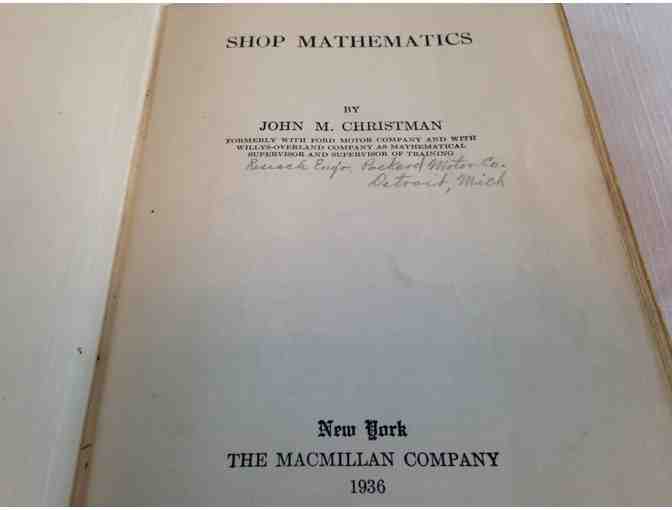 SHOP MATHEMATICS
BY
JOHN M. CHRISTMAN
FORMERLY WITH FORD MOTOR COMPANY AND WITH
WILLYS-OVERLAND COMPANY AS MATHEMATICAL
SUPERVISOR AND SUPERVISOR OF TRAINING
Reseach Engr. Packard Motor Co.
Detroit, Mich
New York
THE MACMILLAN COMPANY
1936